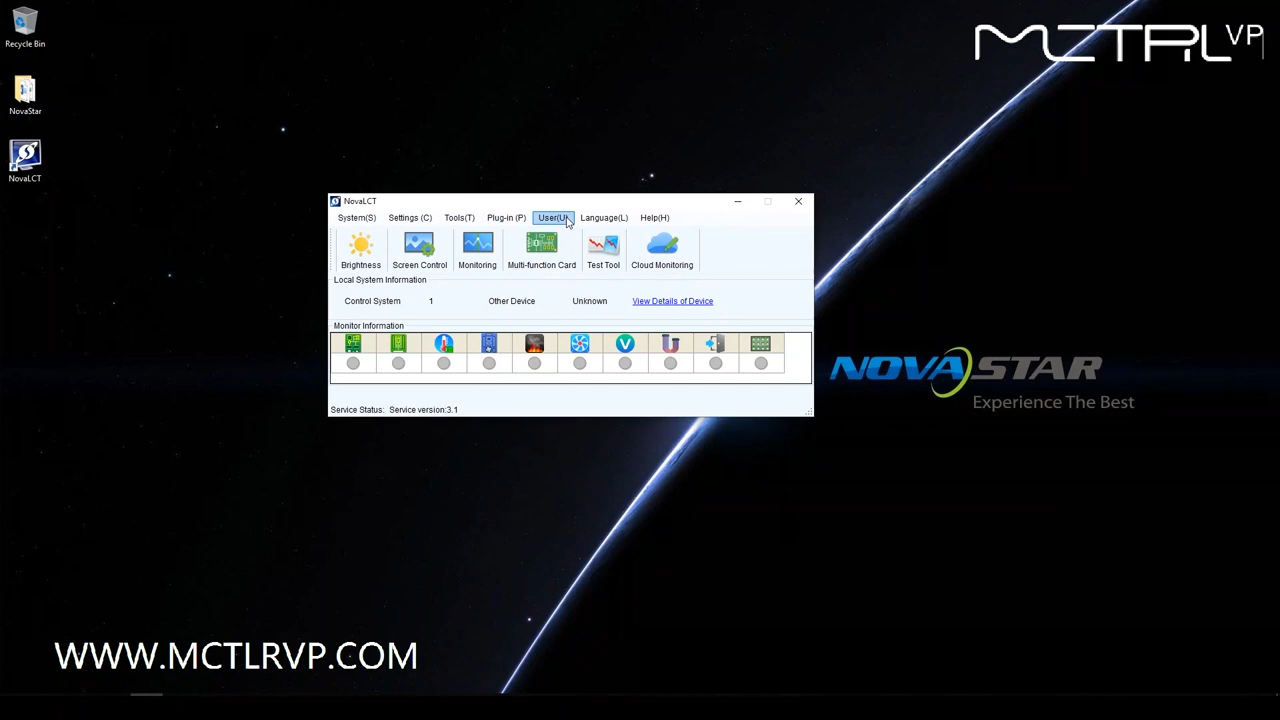 Recycle Bin
NovaStar
NovaLCT
MCTRL VP
NovaLCT
System(S) Settings (C) Tools(T) Plug-in (P) User(U) Language(L) Help(H)
Brightness Screen Control Monitoring Multi-function Card Test Tool Cloud Monitoring
Local System Information
Control System 1 Other Device Unknown View Details of Device
Monitor Information
V
Service Status: Service version:3.1
NOVASTAR
Experience The Best
WWW.MCTLRVP.COM